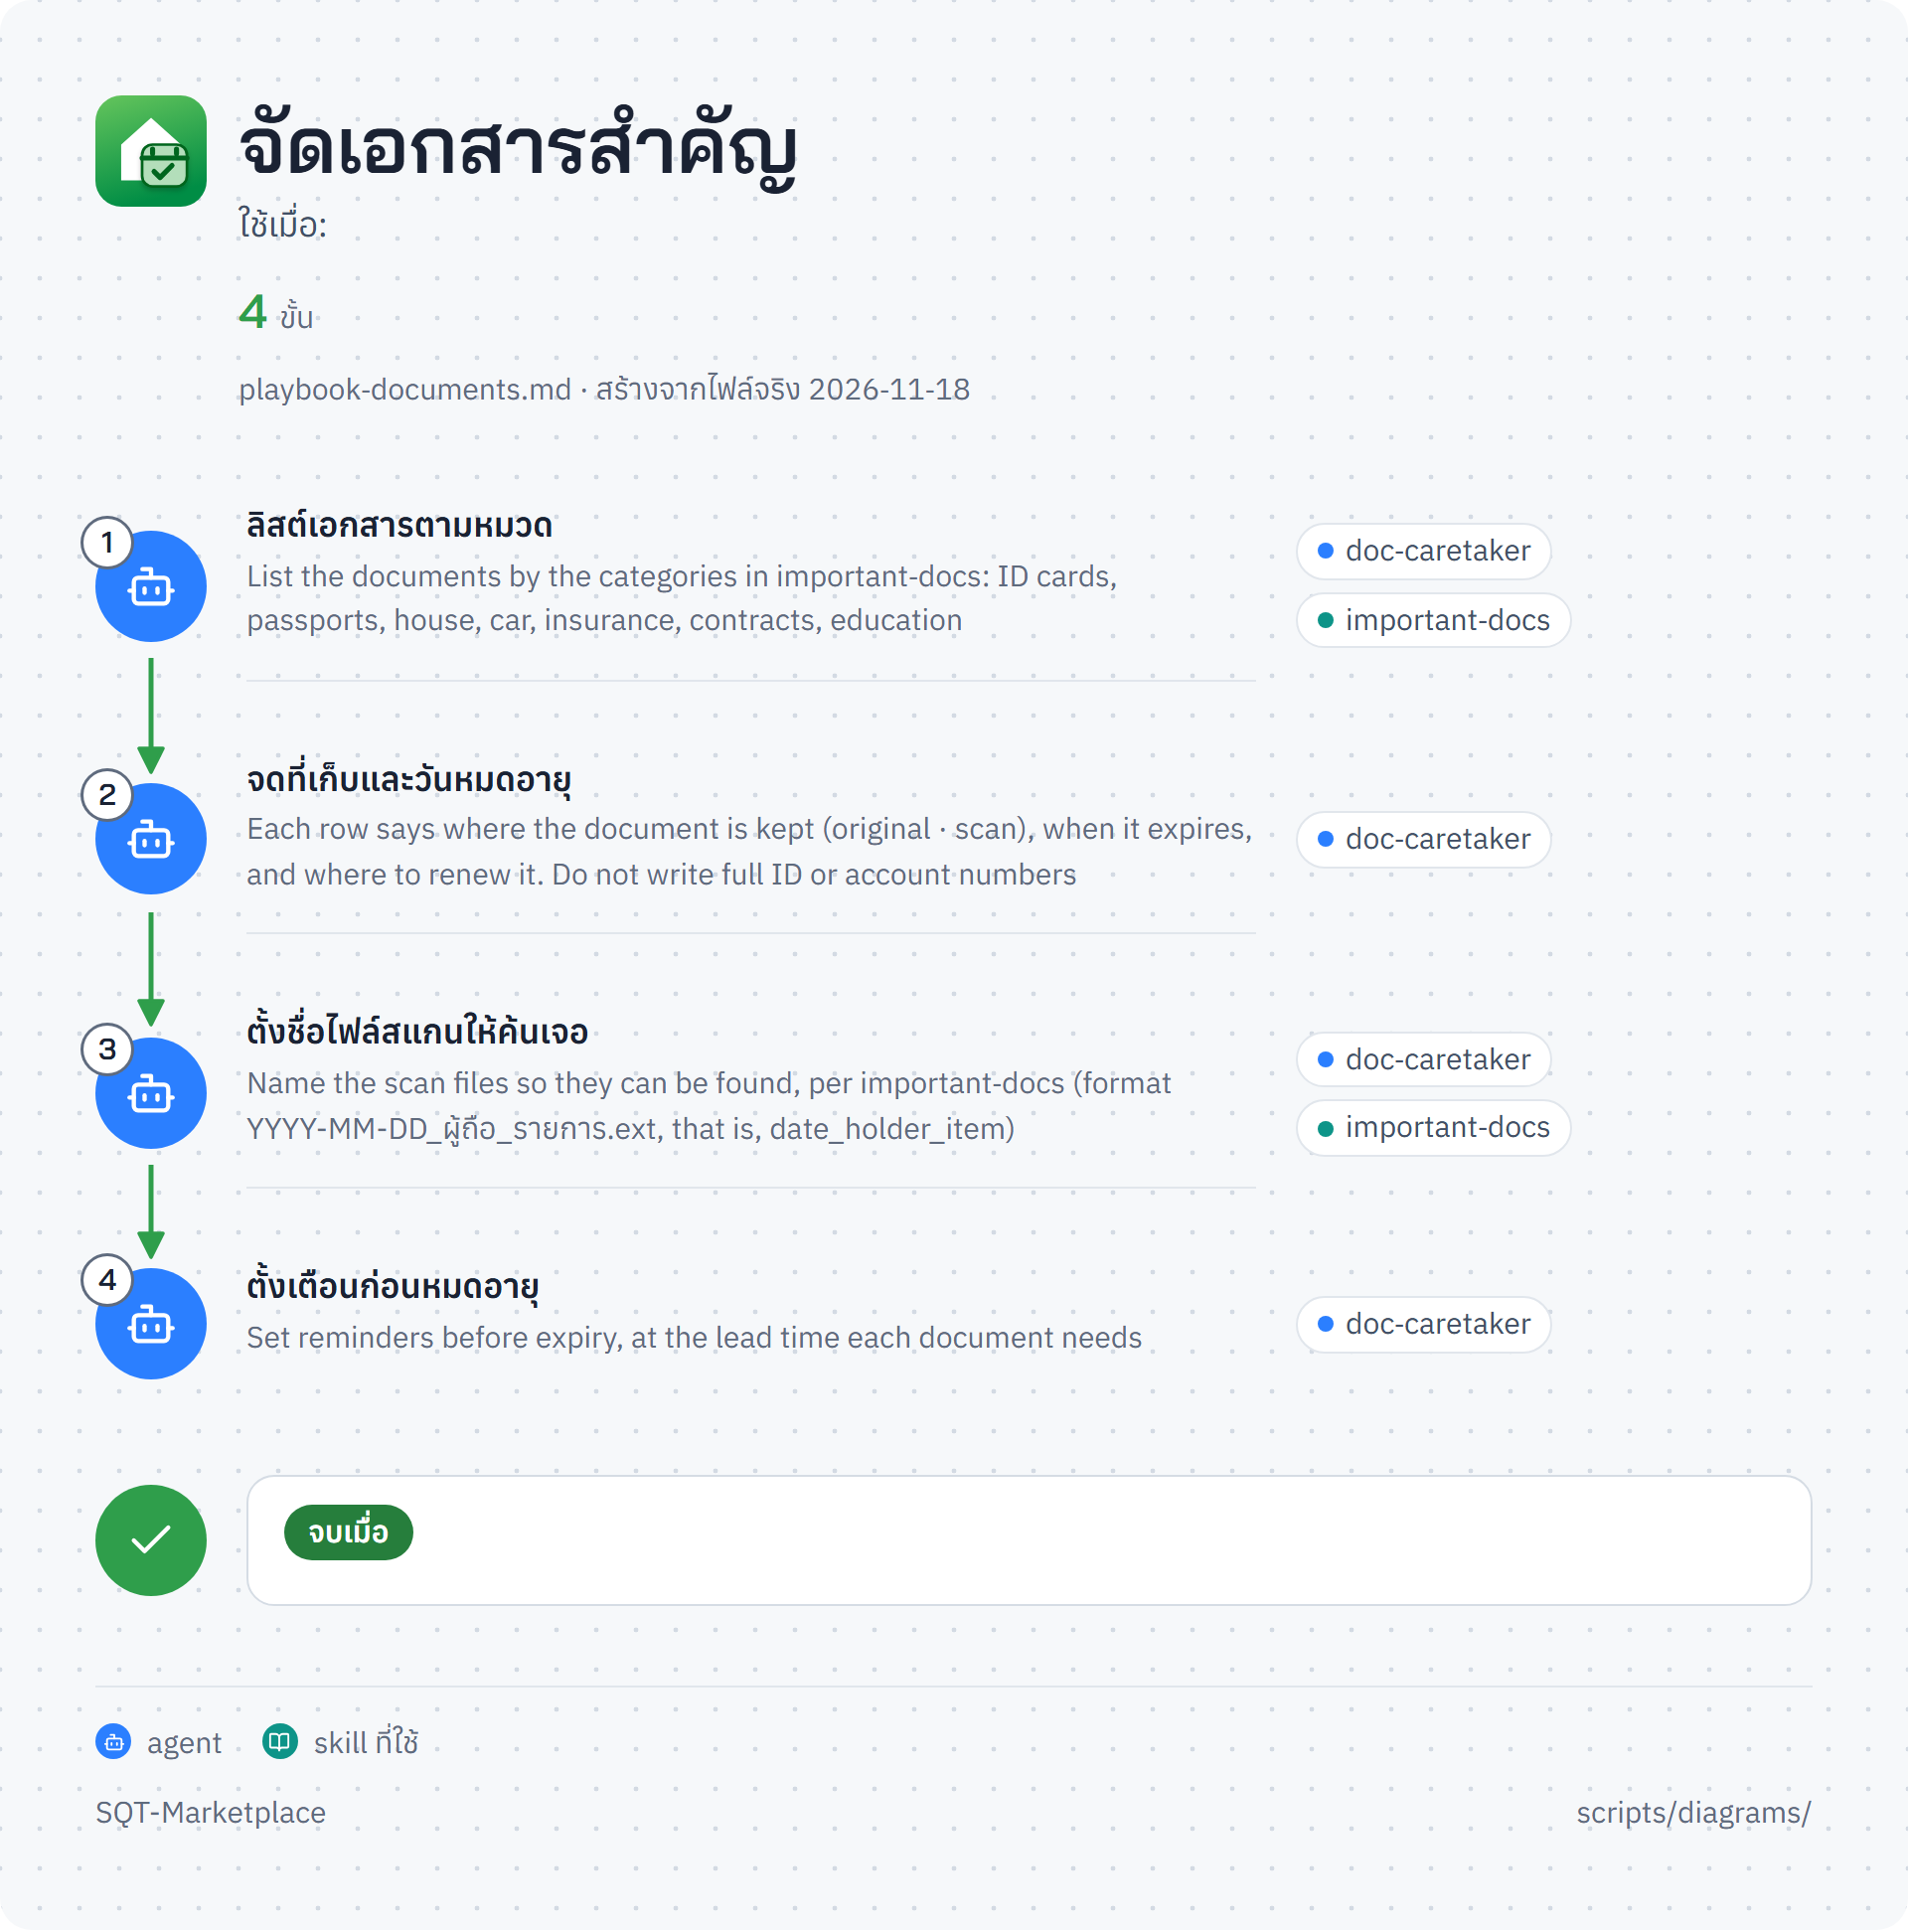 จัดเอกสารสำคัญ
ใช้เมื่อ:
4 ขั้น
playbook-documents.md · สร้างจากไฟล์จริง 2026-11-18
1
ลิสต์เอกสารตามหมวด
List the documents by the categories in important-docs: ID cards,
passports, house, car, insurance, contracts, education
doc-caretaker
important-docs
2
จดที่เก็บและวันหมดอายุ
Each row says where the document is kept (original · scan), when it expires,
and where to renew it. Do not write full ID or account numbers
doc-caretaker
3
ตั้งชื่อไฟล์สแกนให้ค้นเจอ
Name the scan files so they can be found, per important-docs (format
YYYY-MM-DD_ผู้ถือ_รายการ.ext, that is, date_holder_item)
doc-caretaker
important-docs
4
ตั้งเตือนก่อนหมดอายุ
Set reminders before expiry, at the lead time each document needs
doc-caretaker
จบเมื่อ
agent
skill ที่ใช้
SQT-Marketplace
scripts/diagrams/